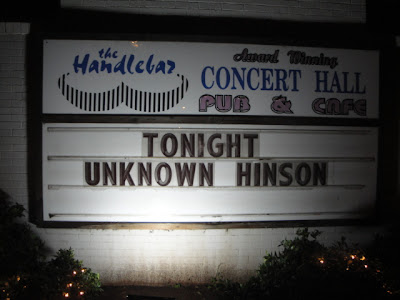 the
Handlebar
Award Winning
CONCERT HALL
PUB & CAFE
TONIGHT
UNKNOWN HINSON